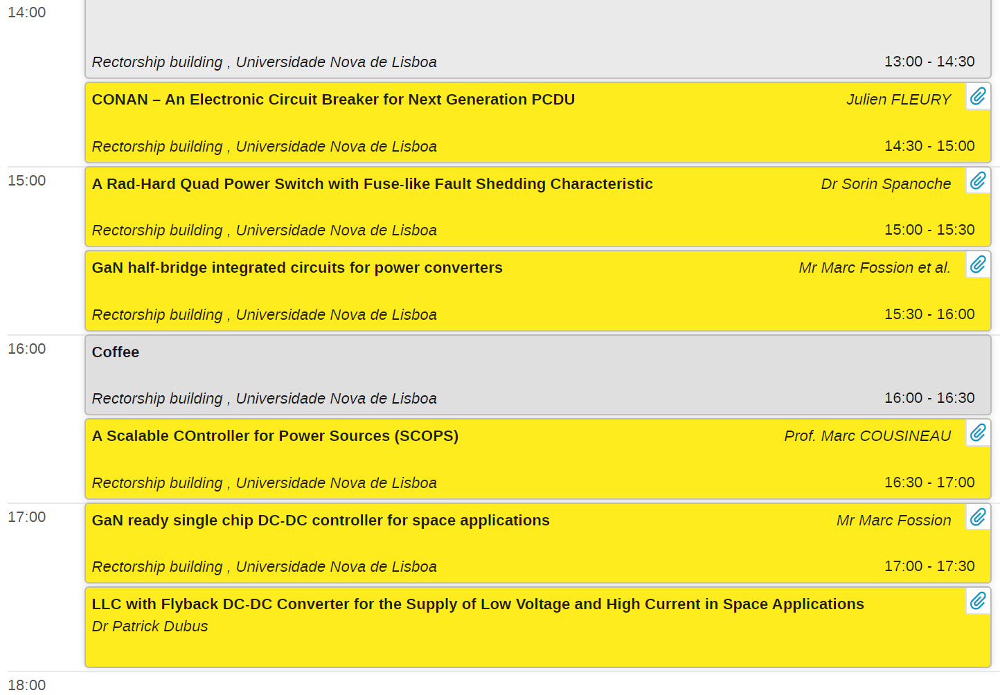 14:00
Rectorship building , Universidade Nova de Lisboa 13:00 - 14:30
CONAN – An Electronic Circuit Breaker for Next Generation PCDU Julien FLEURY
Rectorship building , Universidade Nova de Lisboa 14:30 - 15:00
15:00
A Rad-Hard Quad Power Switch with Fuse-like Fault Shedding Characteristic Dr Sorin Spanoche
Rectorship building , Universidade Nova de Lisboa 15:00 - 15:30
GaN half-bridge integrated circuits for power converters Mr Marc Fossion et al.
Rectorship building , Universidade Nova de Lisboa 15:30 - 16:00
16:00
Coffee
Rectorship building , Universidade Nova de Lisboa 16:00 - 16:30
A Scalable COntroller for Power Sources (SCOPS) Prof. Marc COUSINEAU
Rectorship building , Universidade Nova de Lisboa 16:30 - 17:00
17:00
GaN ready single chip DC-DC controller for space applications Mr Marc Fossion
Rectorship building , Universidade Nova de Lisboa 17:00 - 17:30
LLC with Flyback DC-DC Converter for the Supply of Low Voltage and High Current in Space Applications
Dr Patrick Dubus
18:00